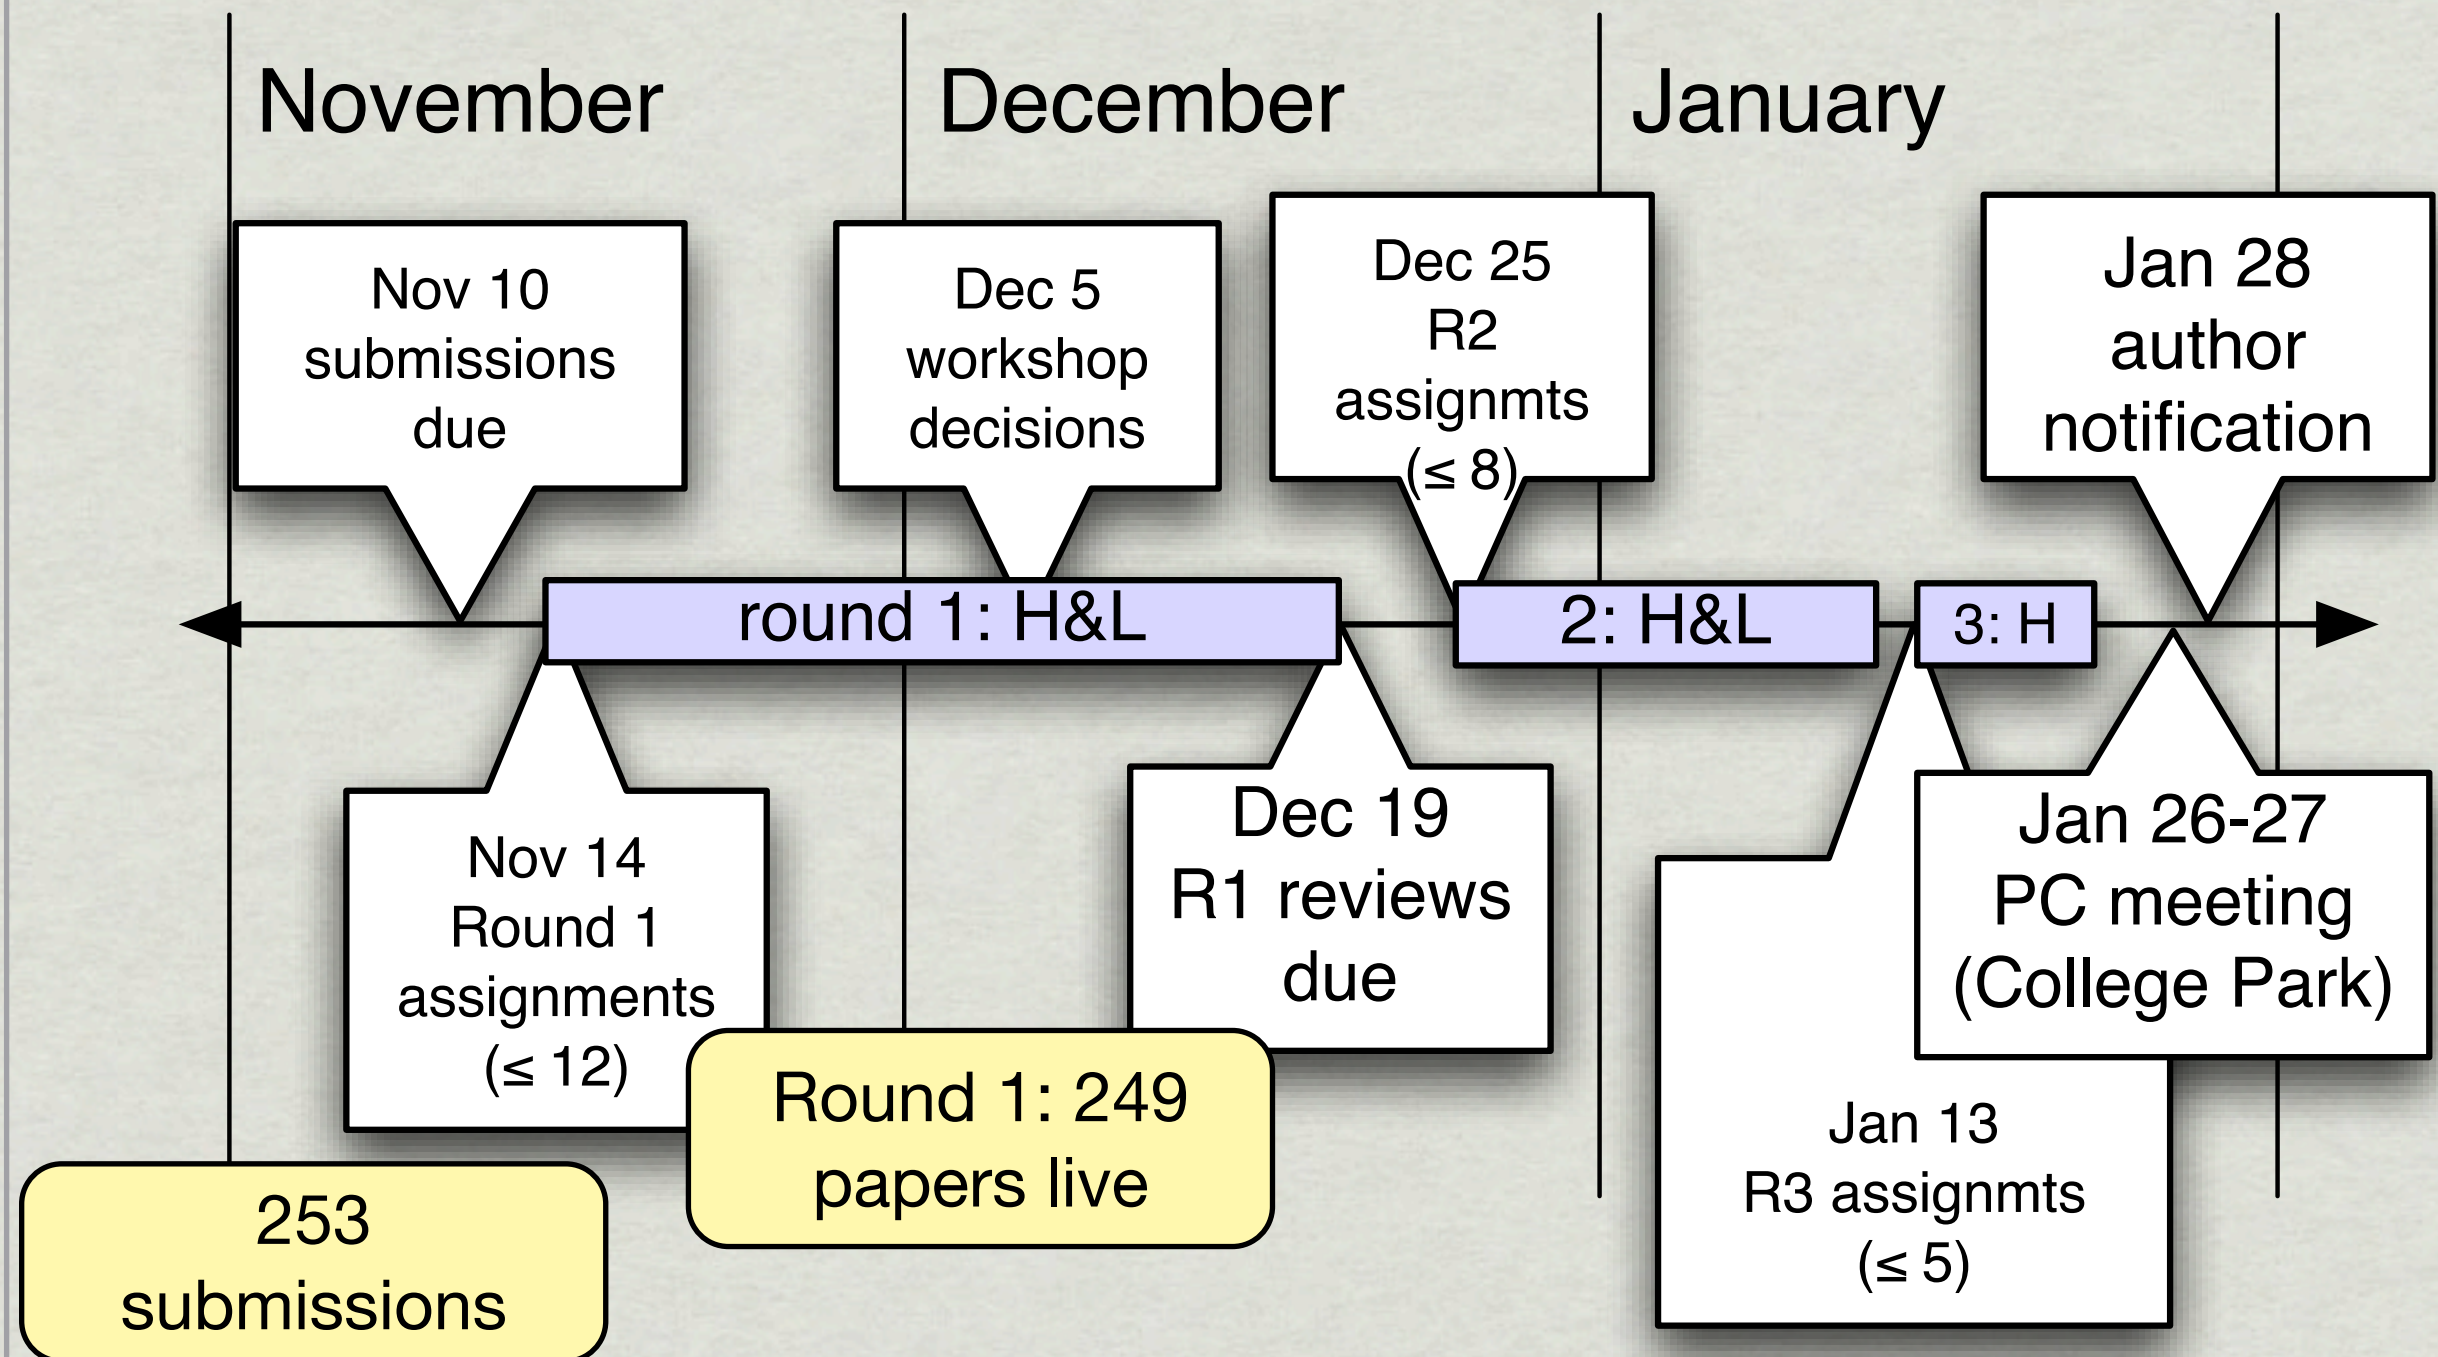 November
December
January
Nov 10
submissions
due
Dec 5
workshop
decisions
Dec 25
R2
assignmts
(≤ 8)
Jan 28
author
notification
round 1: H&L
2: H&L
3: H
Nov 14
Round 1
assignments
(≤ 12)
Dec 19
R1 reviews
due
Jan 26-27
PC meeting
(College Park)
Jan 13
R3 assignmts
(≤ 5)
Round 1: 249
papers live
253
submissions